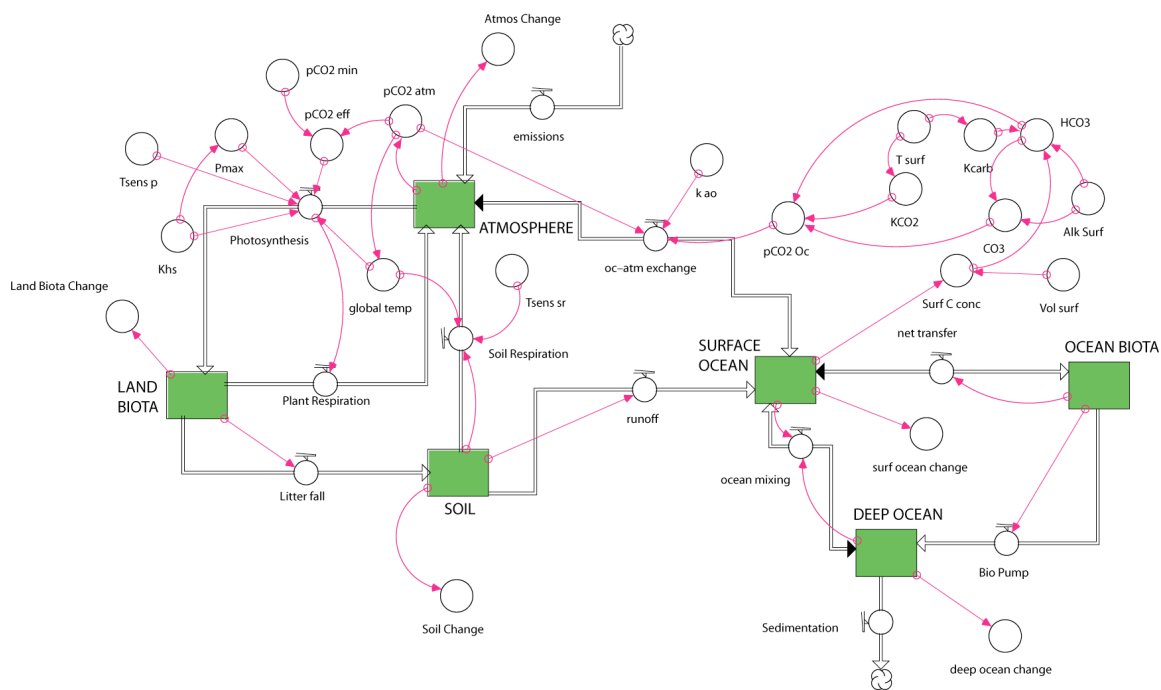 Atmos Change
pCO2 min
pCO2 atm
pCO2 eff
emissions
HCO3
T surf
Kcarb
Pmax
Tsens p
k ao
KCO2
ATMOSPHERE
Photosynthesis
CO3
Alk Surf
pCO2 Oc
oc-atm exchange
Khs
Land Biota Change
global temp
Tsens sr
Surf C conc
Vol surf
net transfer
Soil Respiration
SURFACE
OCEAN
OCEAN BIOTA
LAND
BIOTA
Plant Respiration
runoff
surf ocean change
ocean mixing
Litter fall
SOIL
DEEP OCEAN
Bio Pump
Sedimentation
Soil Change
deep ocean change